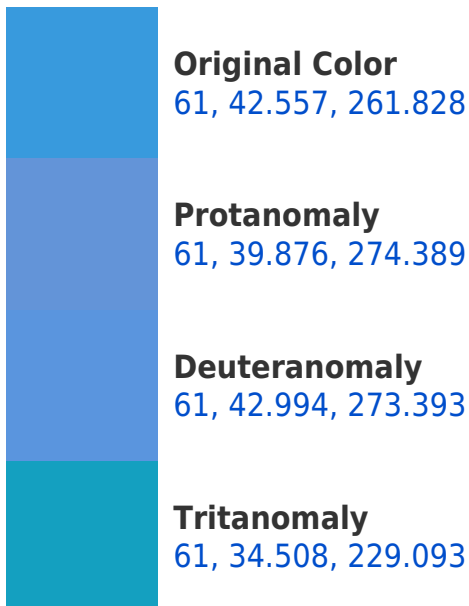 Original Color
61, 42.557, 261.828
Protanomaly
61, 39.876, 274.389
Deuteranomaly
61, 42.994, 273.393
Tritanomaly
61, 34.508, 229.093